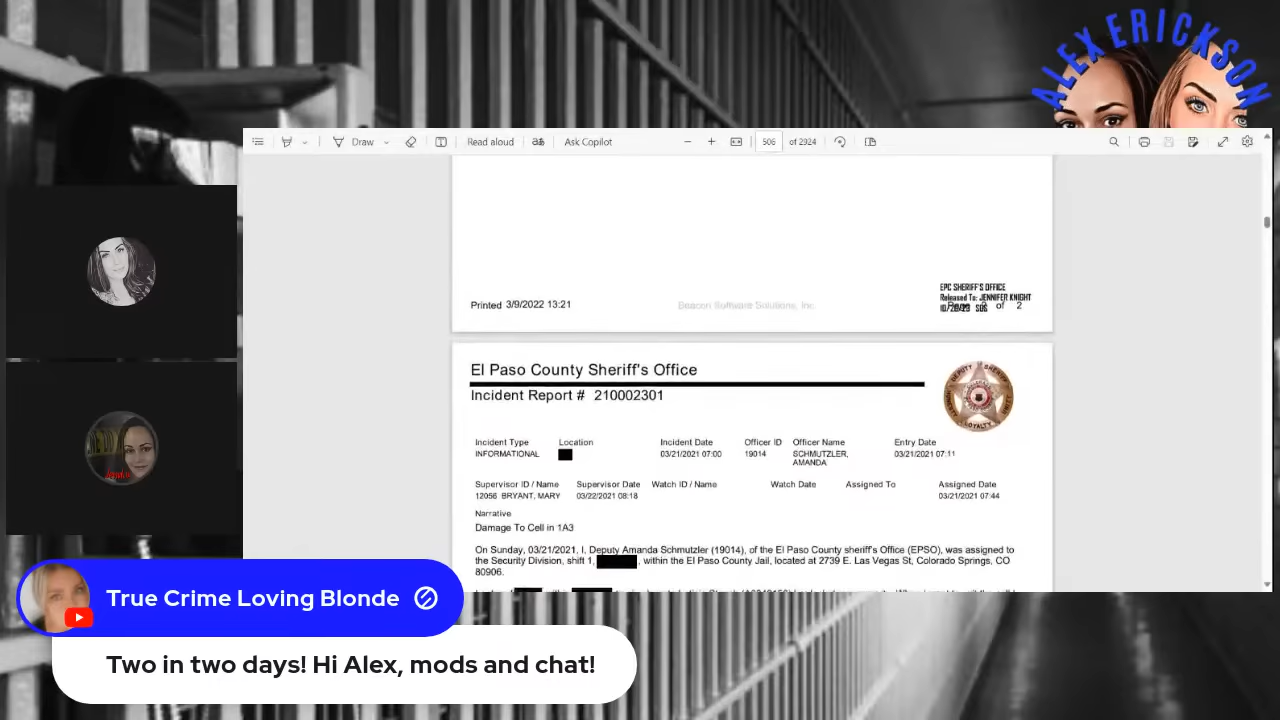 ALEX ERICKSON
Draw
Read aloud
Ask Copilot
506
of 2924
Printed 3/9/2022 13:21
Beacon Software Solutions, Inc.
EPC SHERIFF'S OFFICE
Released To: JENNIFER KNIGHT
of 2
El Paso County Sheriff's Office
Incident Report # 210002301
Incident Type Location Incident Date Officer ID Officer Name Entry Date
INFORMATIONAL 03/21/2021 07:00 19014 SCHMUTZLER, AMANDA 03/21/2021 07:11
Supervisor ID / Name Supervisor Date Watch ID / Name Watch Date Assigned To Assigned Date
12056 BRYANT, MARY 03/22/2021 08:18 03/21/2021 07:44
Narrative
Damage To Cell in 1A3
On Sunday, 03/21/2021, I, Deputy Amanda Schmutzler (19014), of the El Paso County sheriff's Office (EPSO), was assigned to
the Security Division, shift 1, , within the El Paso County Jail, located at 2739 E. Las Vegas St, Colorado Springs, CO
80906.
True Crime Loving Blonde
Two in two days! Hi Alex, mods and chat!